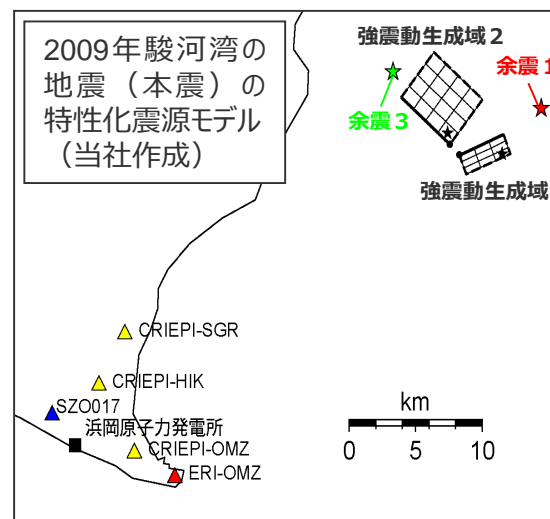 2009年駿河湾の
地震（本震）の
特性化震源モデル
（当社作成）
強震動生成域２
余震１
余震３
強震動生成域
CRIEPI-SGR
CRIEPI-HIK
SZO017
浜岡原子力発電所
CRIEPI-OMZ
ERI-OMZ
km
0 5 10